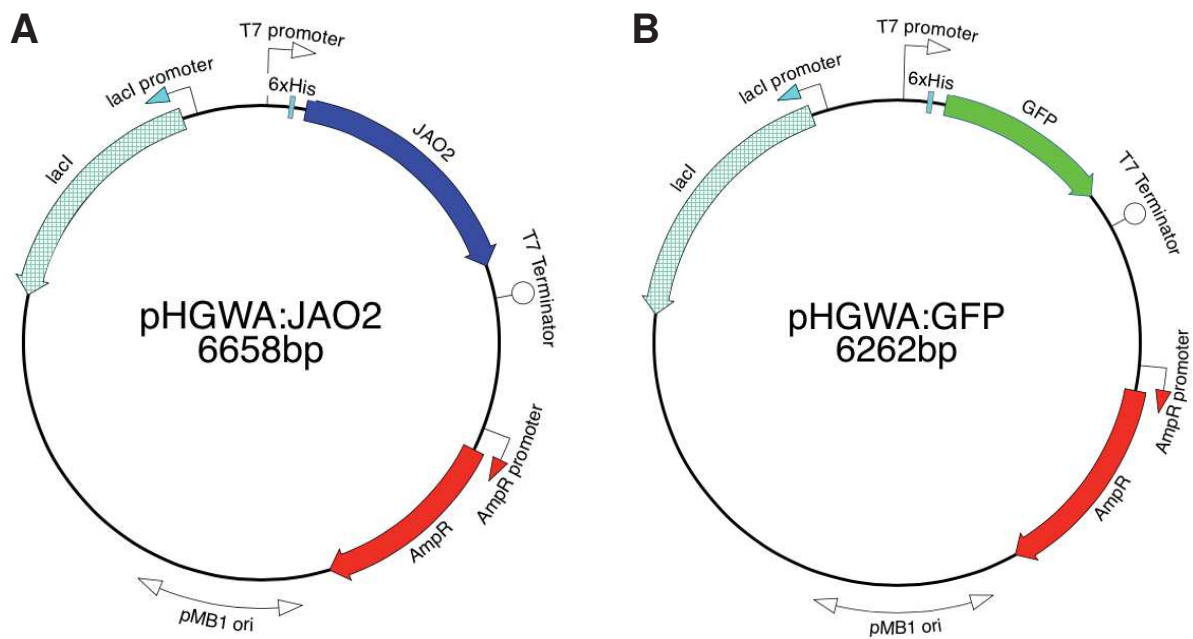 A
T7 promoter
lacI promoter
6xHis
JAO2
lacI
T7 Terminator
pHGWA:JAO2
6658bp
AmpR promoter
AmpR
pMB1 ori
B
T7 promoter
lacI promoter
6xHis
GFP
lacI
T7 Terminator
pHGWA:GFP
6262bp
AmpR promoter
AmpR
pMB1 ori